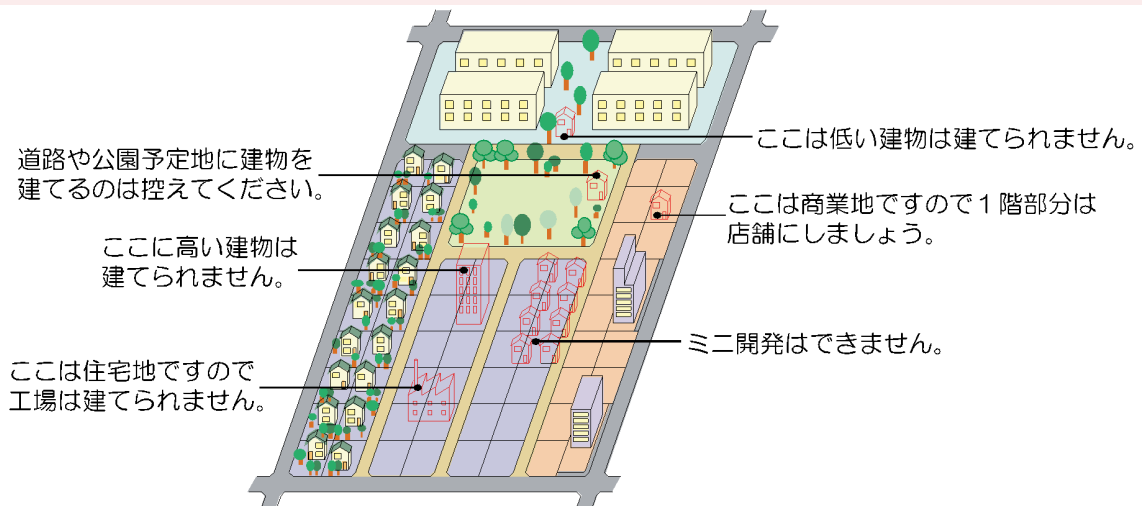 道路や公園予定地に建物を
建てるのは控えてください。
ここに高い建物は
建てられません。
ここは住宅地ですので
工場は建てられません。
ここは低い建物は建てられません。
ここは商業地ですので１階部分は
店舗にしましょう。
ミニ開発はできません。